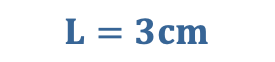 L = 3cm